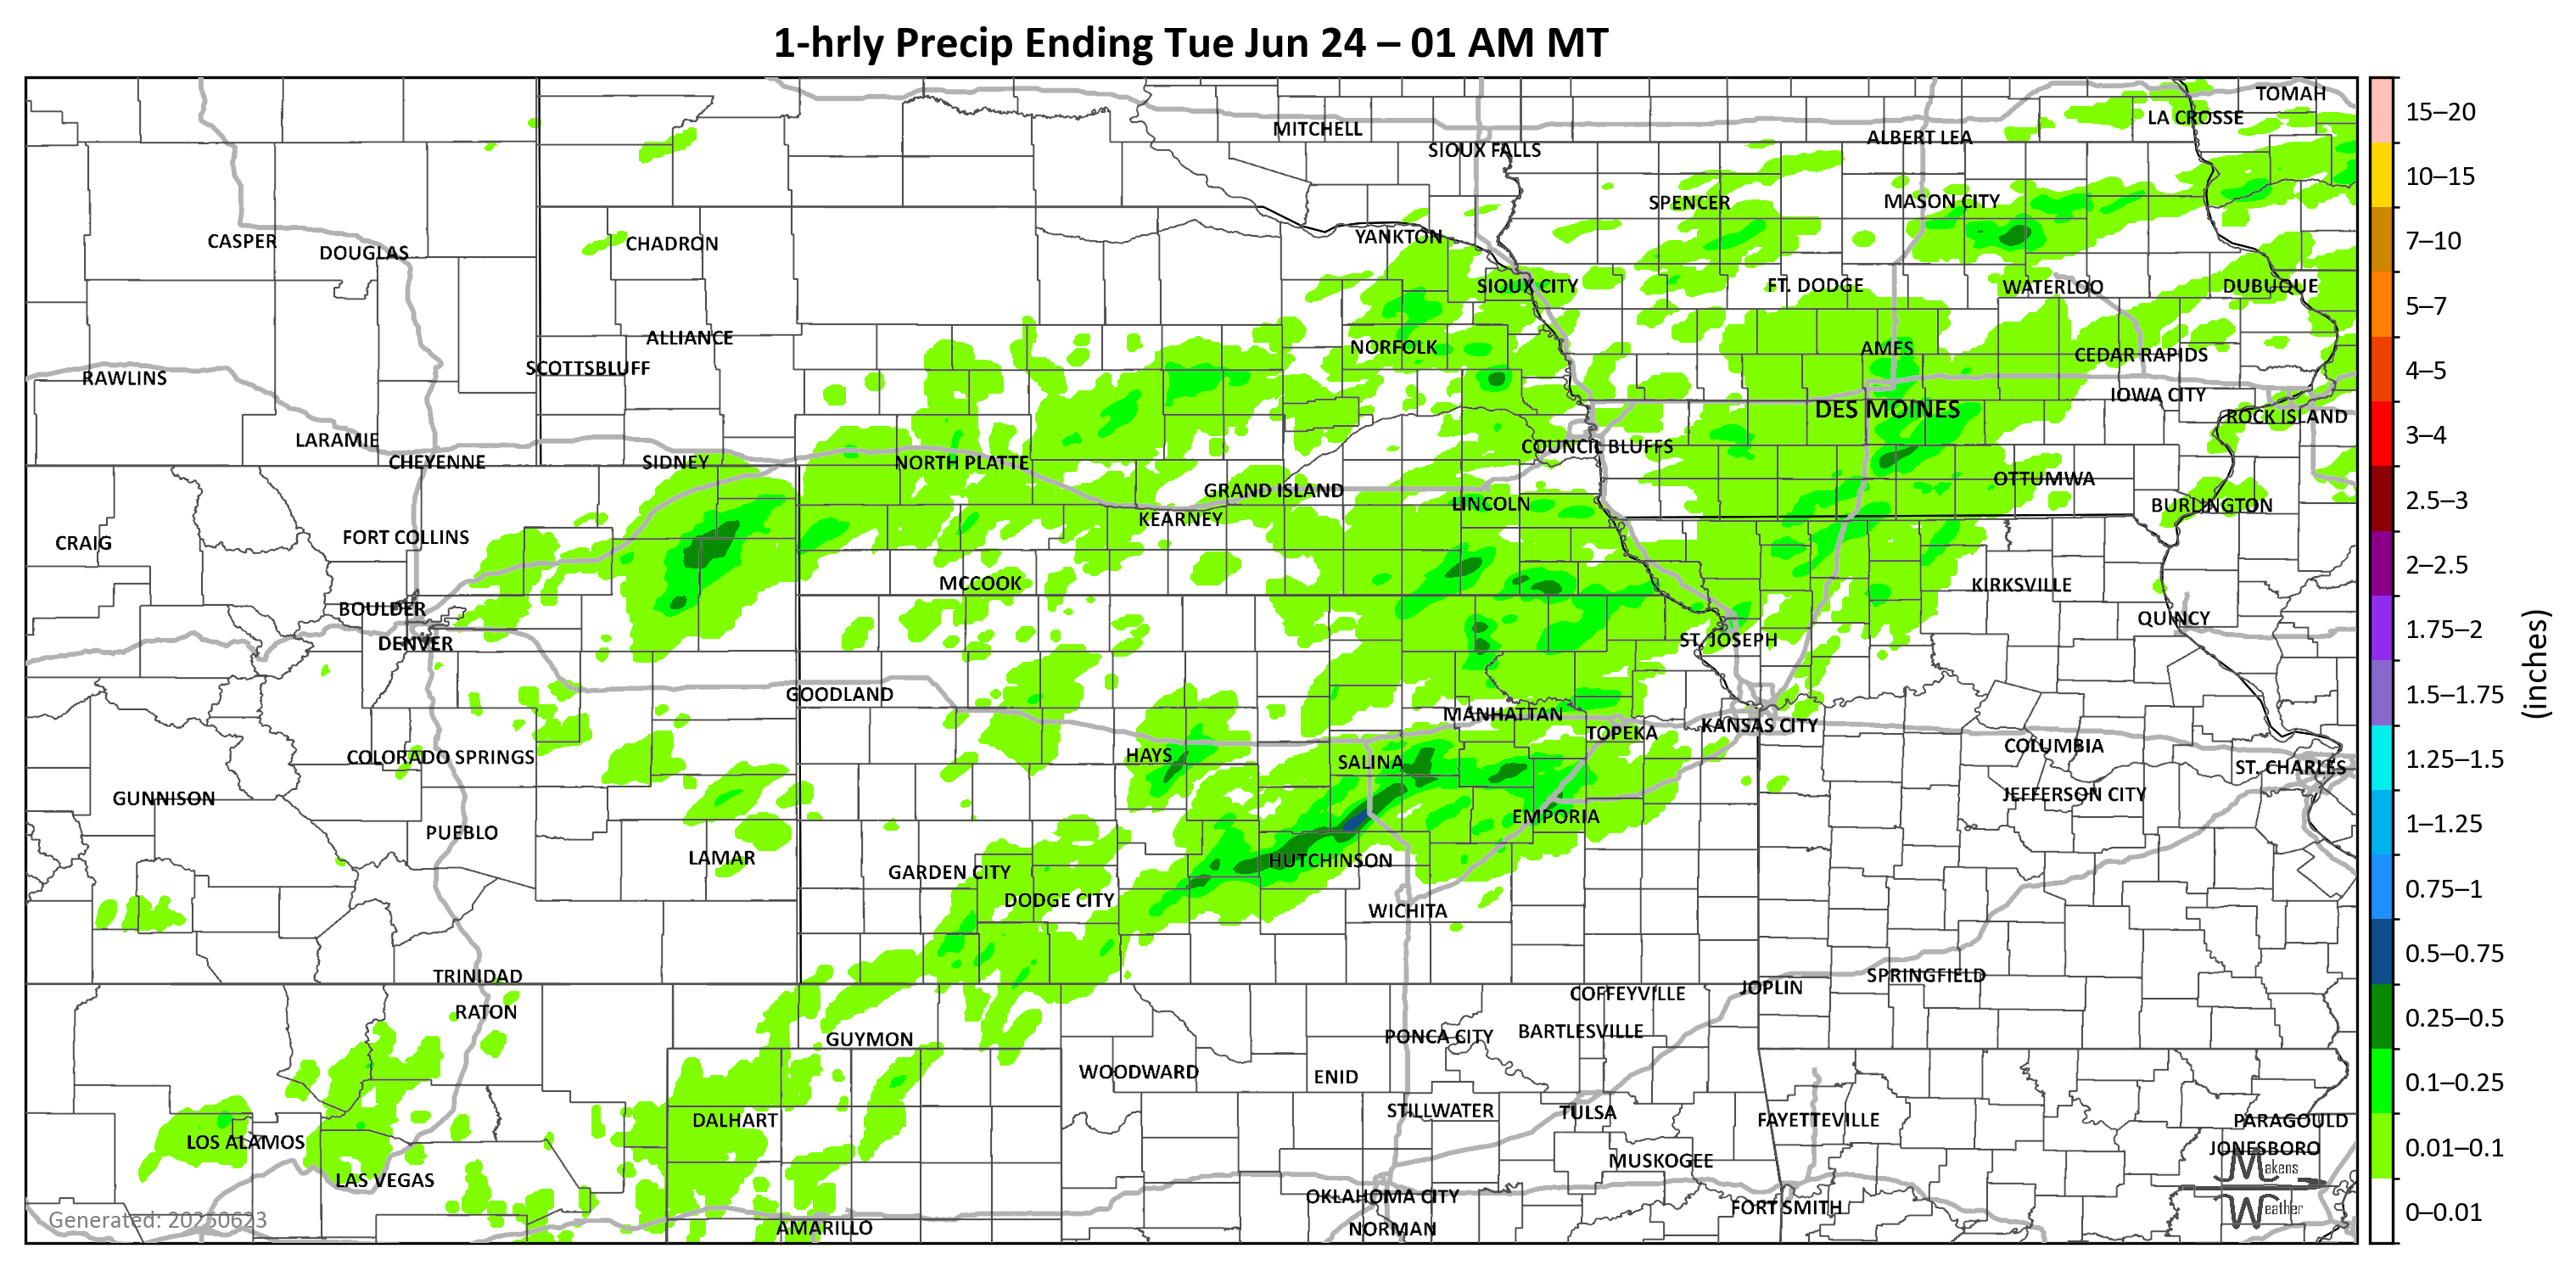 1-hrly Precip Ending Tue Jun 24 – 01 AM MT
TOMAH
LA CROSSE
MITCHELL
ALBERT LEA
SIOUX FALLS
SPENCER
MASON CITY
CASPER
DOUGLAS
CHADRON
YANKTON
SIOUX CITY
FT. DODGE
WATERLOO
DUBUQUE
ALLIANCE
NORFOLK
AMES
CEDAR RAPIDS
RAWLINS
SCOTTSBLUFF
IOWA CITY
DES MOINES
ROCK ISLAND
LARAMIE
CHEYENNE
SIDNEY
NORTH PLATTE
COUNCIL BLUFFS
GRAND ISLAND
LINCOLN
OTTUMWA
BURLINGTON
KEARNEY
CRAIG
FORT COLLINS
MCCOOK
KIRKSVILLE
BOULDER
QUINCY
DENVER
ST. JOSEPH
GOODLAND
MANHATTAN
TOPEKA
KANSAS CITY
COLORADO SPRINGS
HAYS
SALINA
COLUMBIA
ST. CHARLES
GUNNISON
JEFFERSON CITY
PUEBLO
EMPORIA
LAMAR
GARDEN CITY
HUTCHINSON
DODGE CITY
WICHITA
TRINIDAD
SPRINGFIELD
RATON
COFFEYVILLE
JOPLIN
GUYMON
PONCA CITY
BARTLESVILLE
WOODWARD
ENID
DALHART
STILLWATER
TULSA
FAYETTEVILLE
PARAGOULD
LOS ALAMOS
JONESBORO
LAS VEGAS
MUSKOGEE
OKLAHOMA CITY
FORT SMITH
AMARILLO
NORMAN
Generated: 20250623
Makens
Weather
15–20
10–15
7–10
5–7
4–5
3–4
2.5–3
2–2.5
1.75–2
1.5–1.75
1.25–1.5
1–1.25
0.75–1
0.5–0.75
0.25–0.5
0.1–0.25
0.01–0.1
0–0.01
(inches)